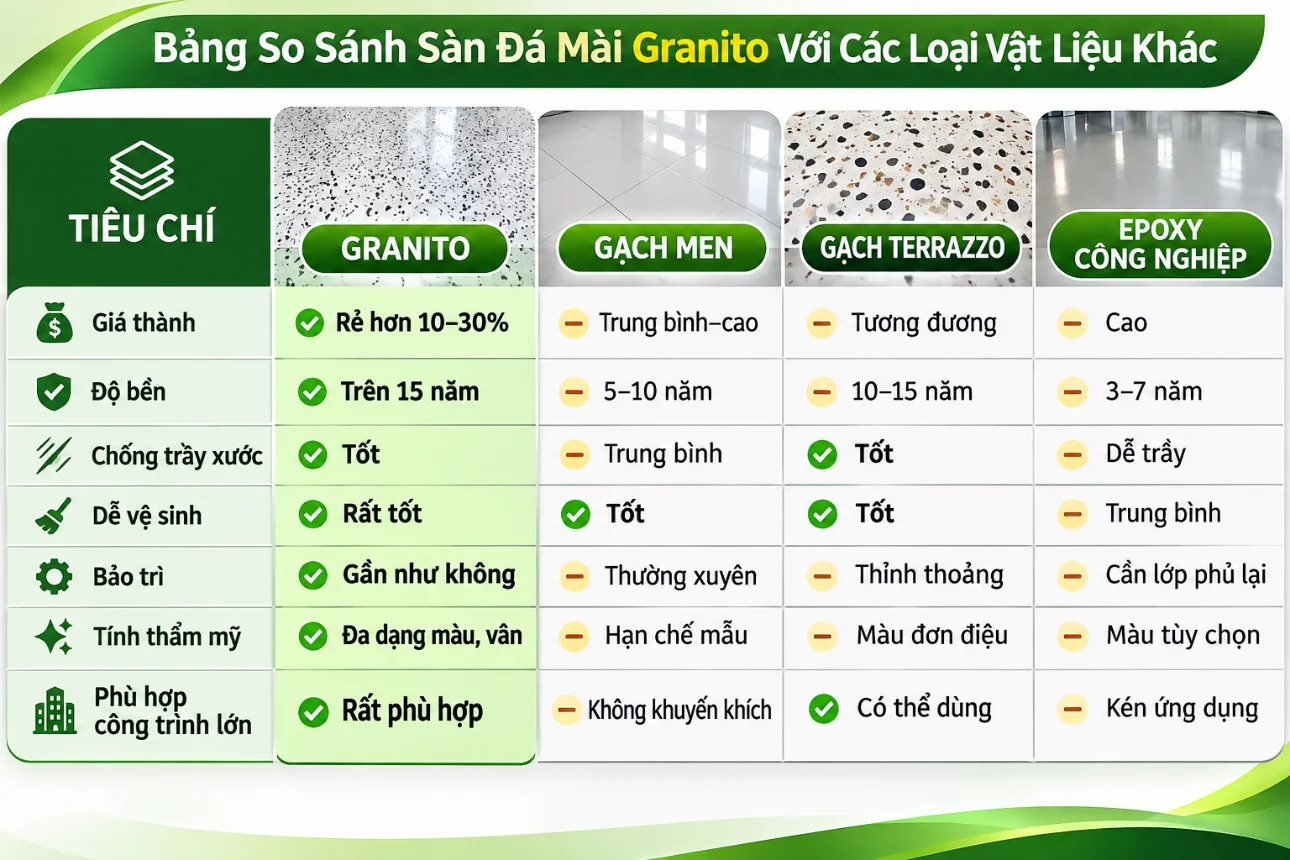 Bảng So Sánh Sàn Đá Mài Granito Với Các Loại Vật Liệu Khác
TIÊU CHÍ
GRANITO
GẠCH MEN
GẠCH TERRAZZO
EPOXY
CÔNG NGHIỆP
Giá thành
Rẻ hơn 10–30%
Trung bình–cao
Tương đương
Cao
Độ bền
Trên 15 năm
5–10 năm
10–15 năm
3–7 năm
Chống trầy xước
Tốt
Trung bình
Tốt
Dễ trầy
Dễ vệ sinh
Rất tốt
Tốt
Tốt
Trung bình
Bảo trì
Gần như không
Thường xuyên
Thỉnh thoảng
Cần lớp phủ lại
Tính thẩm mỹ
Đa dạng màu, vân
Hạn chế mẫu
Màu đơn điệu
Màu tùy chọn
Phù hợp
công trình lớn
Rất phù hợp
Không khuyến khích
Có thể dùng
Kén ứng dụng